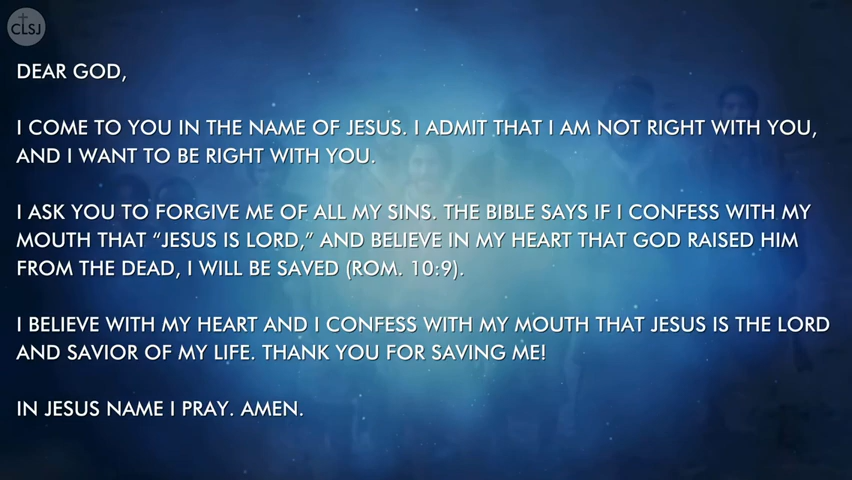 CLSJ
DEAR GOD,
I COME TO YOU IN THE NAME OF JESUS. I ADMIT THAT I AM NOT RIGHT WITH YOU,
AND I WANT TO BE RIGHT WITH YOU.
I ASK YOU TO FORGIVE ME OF ALL MY SINS. THE BIBLE SAYS IF I CONFESS WITH MY
MOUTH THAT “JESUS IS LORD,” AND BELIEVE IN MY HEART THAT GOD RAISED HIM
FROM THE DEAD, I WILL BE SAVED (ROM. 10:9).
I BELIEVE WITH MY HEART AND I CONFESS WITH MY MOUTH THAT JESUS IS THE LORD
AND SAVIOR OF MY LIFE. THANK YOU FOR SAVING ME!
IN JESUS NAME I PRAY. AMEN.